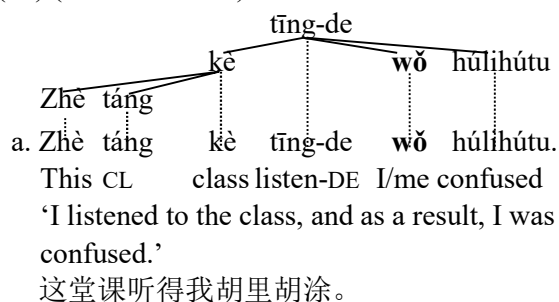 tīng-de
kè wǒ húlihútu
Zhè táng
a. Zhè táng kè tīng-de wǒ húlihútu.
This CL class listen-DE I/me confused
‘I listened to the class, and as a result, I was
confused.’
这堂课听得我胡里胡涂。